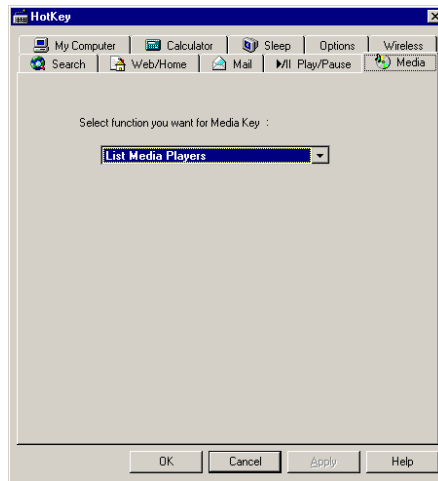 HotKey
My Computer Calculator Sleep Options Wireless
Search Web/Home Mail Play/Pause Media
Select function you want for Media Key :
List Media Players
OK Cancel Apply Help